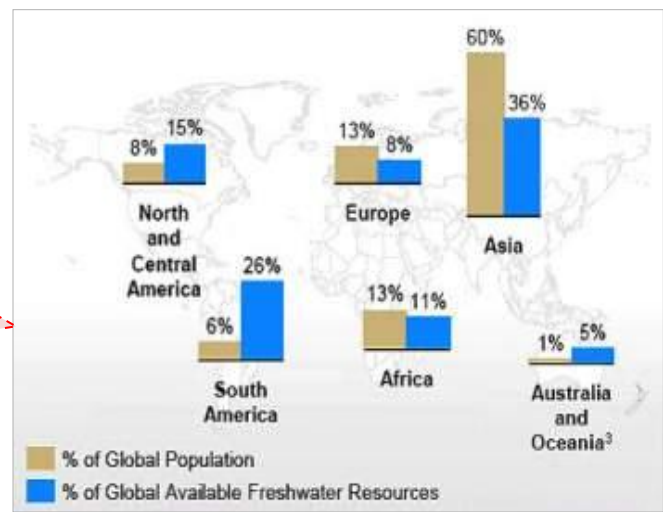 60%
36%
Asia
8%
15%
North
and
Central
America
13%
8%
Europe
6%
26%
South
America
13%
11%
Africa
1%
5%
Australia
and
Oceania³
% of Global Population
% of Global Available Freshwater Resources